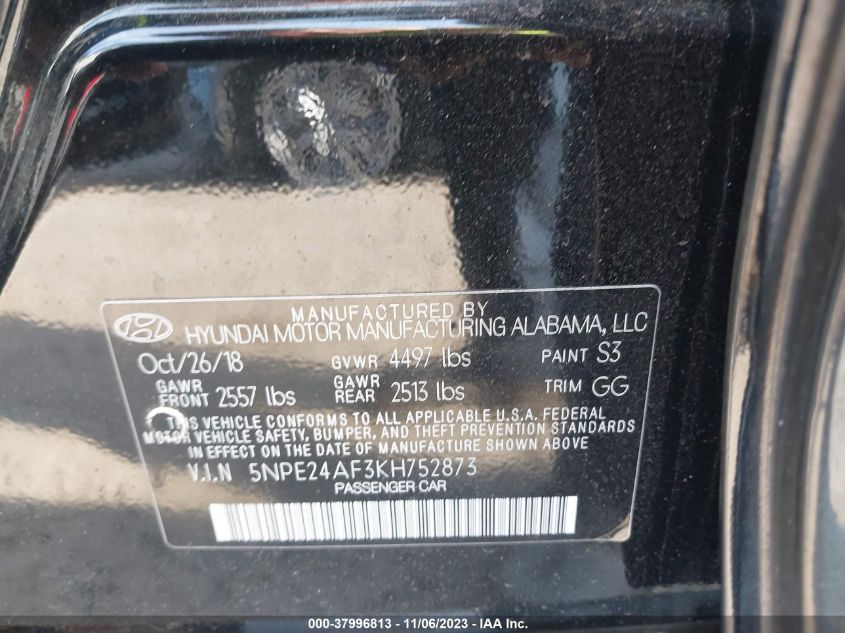 MANUFACTURED BY
HYUNDAI MOTOR MANUFACTURING ALABAMA, LLC
Oct/26/18 GVWR 4497 lbs PAINT S3
GAWR FRONT 2557 lbs GAWR REAR 2513 lbs TRIM GG
THIS VEHICLE CONFORMS TO ALL APPLICABLE U.S.A. FEDERAL
MOTOR VEHICLE SAFETY, BUMPER, AND THEFT PREVENTION STANDARDS
IN EFFECT ON THE DATE OF MANUFACTURE SHOWN ABOVE
V.I.N 5NPE24AF3KH752873
PASSENGER CAR
000-37996813 - 11/06/2023 - IAA Inc.